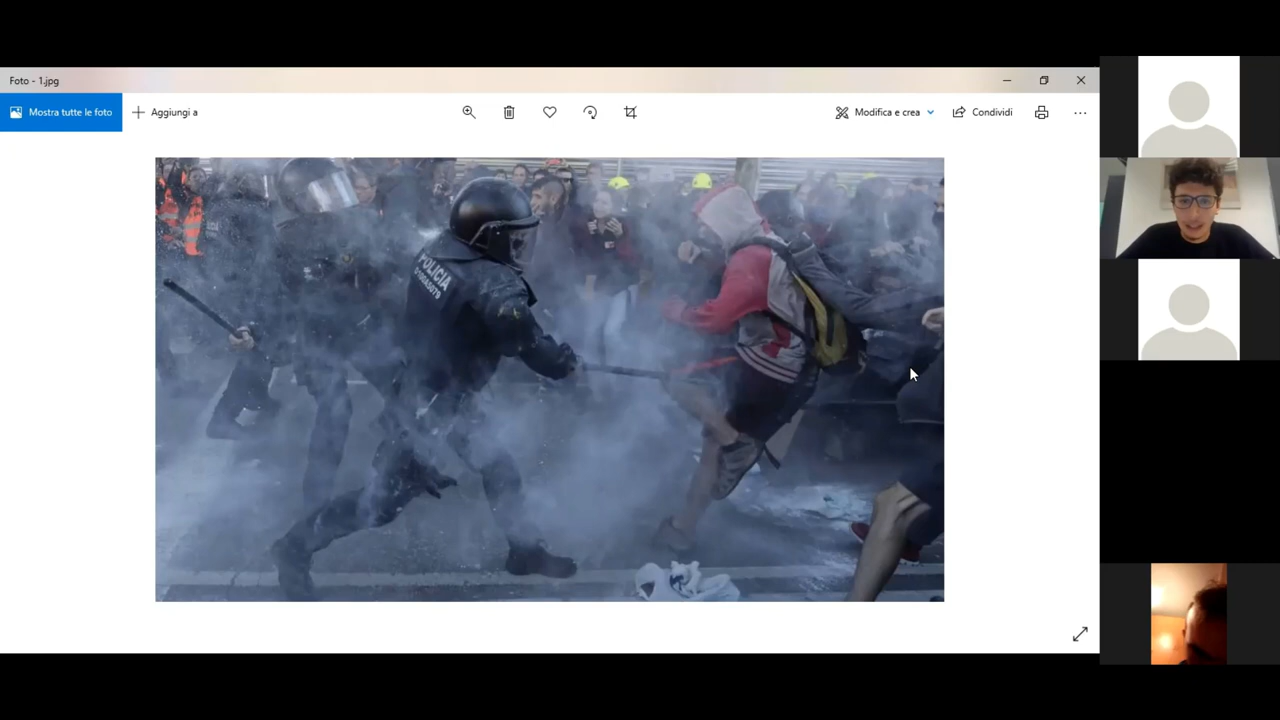 Foto - 1.jpg
Mostra tutte le foto
Aggiungi a
Modifica e crea
Condividi
POLICIA